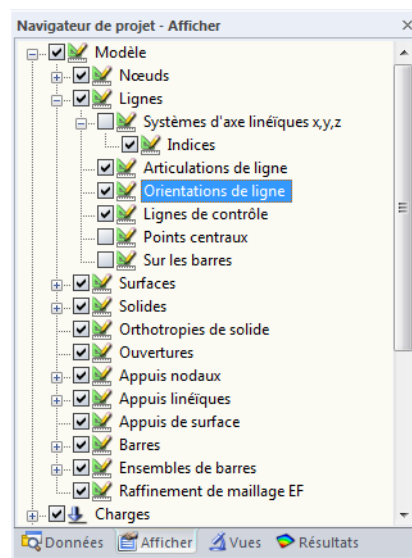 Navigateur de projet - Afficher
Modèle
Nœuds
Lignes
Systèmes d'axe linéïques x,y,z
Indices
Articulations de ligne
Orientations de ligne
Lignes de contrôle
Points centraux
Sur les barres
Surfaces
Solides
Orthotropies de solide
Ouvertures
Appuis nodaux
Appuis linéïques
Appuis de surface
Barres
Ensembles de barres
Raffinement de maillage EF
Charges
Données Afficher Vues Résultats